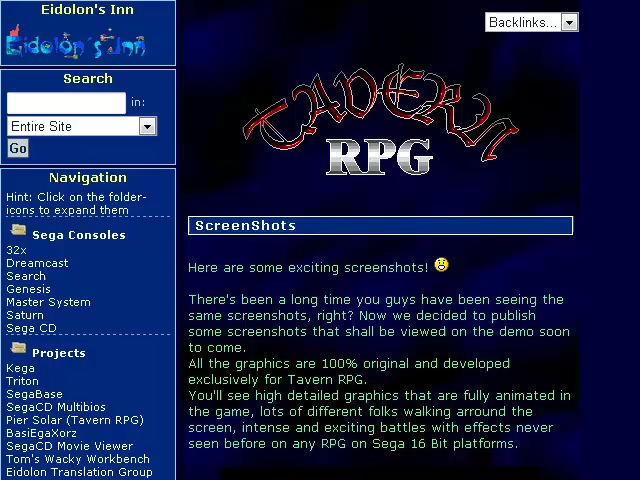 Eidolon's Inn
Eidolon's Inn
Search
in:
Entire Site
Go
Navigation
Hint: Click on the folder-
icons to expand them
Sega Consoles
32x
Dreamcast
Search
Genesis
Master System
Saturn
Sega CD
Projects
Kega
Triton
SegaBase
SegaCD Multibios
Pier Solar (Tavern RPG)
BasiEgaXorz
SegaCD Movie Viewer
Tom's Wacky Workbench
Eidolon Translation Group
Backlinks...
TAVERN
RPG
ScreenShots
Here are some exciting screenshots!
There's been a long time you guys have been seeing the
same screenshots, right? Now we decided to publish
some screenshots that shall be viewed on the demo soon
to come.
All the graphics are 100% original and developed
exclusively for Tavern RPG.
You'll see high detailed graphics that are fully animated in
the game, lots of different folks walking arround the
screen, intense and exciting battles with effects never
seen before on any RPG on Sega 16 Bit platforms.